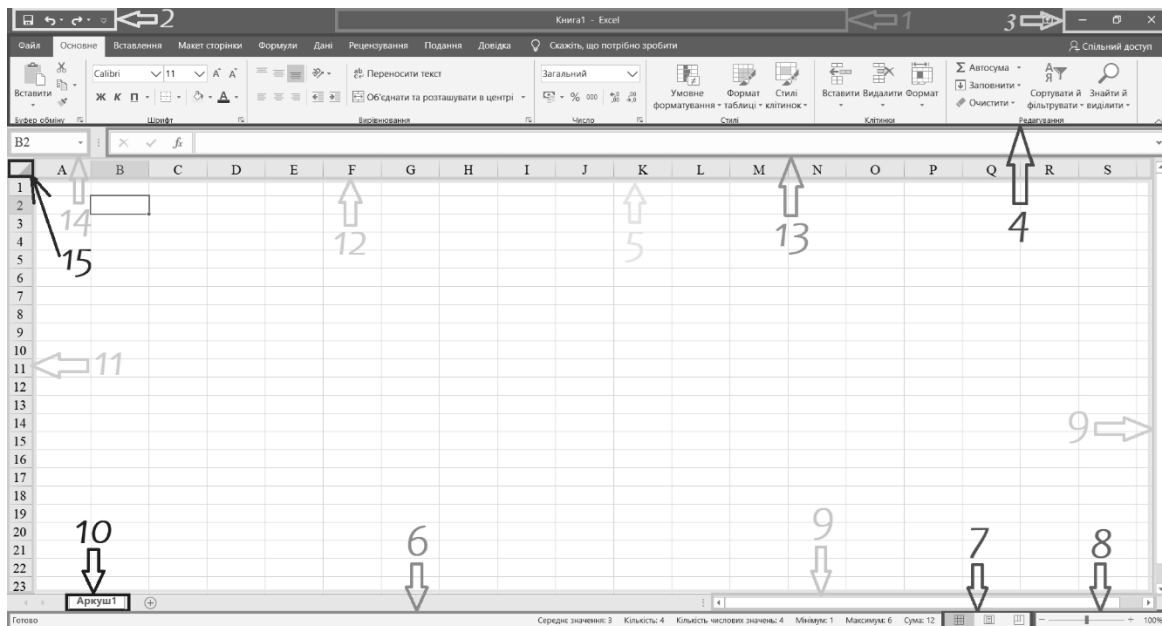 2 Книга1 - Excel 1 3
Файл Основне Вставлення Макет сторінки Формули Дані Рецензування Подання Довідка Скажіть, що потрібно зробити Спільний доступ
Вставити Calibri 11 А А Переносити текст Загальний Умовне Формат Стилі Вставити Видалити Формат Автосума Сортувати й Знайти й
Ж К П А Об'єднати та розташувати в центрі % 000 форматування таблиці клітинок Заповнити фільтрувати виділити
Очистити
Буфер обміну Шрифт Вирівнювання Число Стилі Клітинки Редагування
B2 fx
A B C D E F G H I J K L M N O P Q R S
1
2
3 14 12 5 13 4
4
5 15
6
7
8
9
10
11 11
12
13
14 9
15
16
17
18
19
20 10 9
21 6 7 8
22
23
Аркуш1
Готово Середнє значення: 3 Кількість: 4 Кількість числових значень: 4 Мінімум: 1 Максимум: 6 Сума: 12 100%